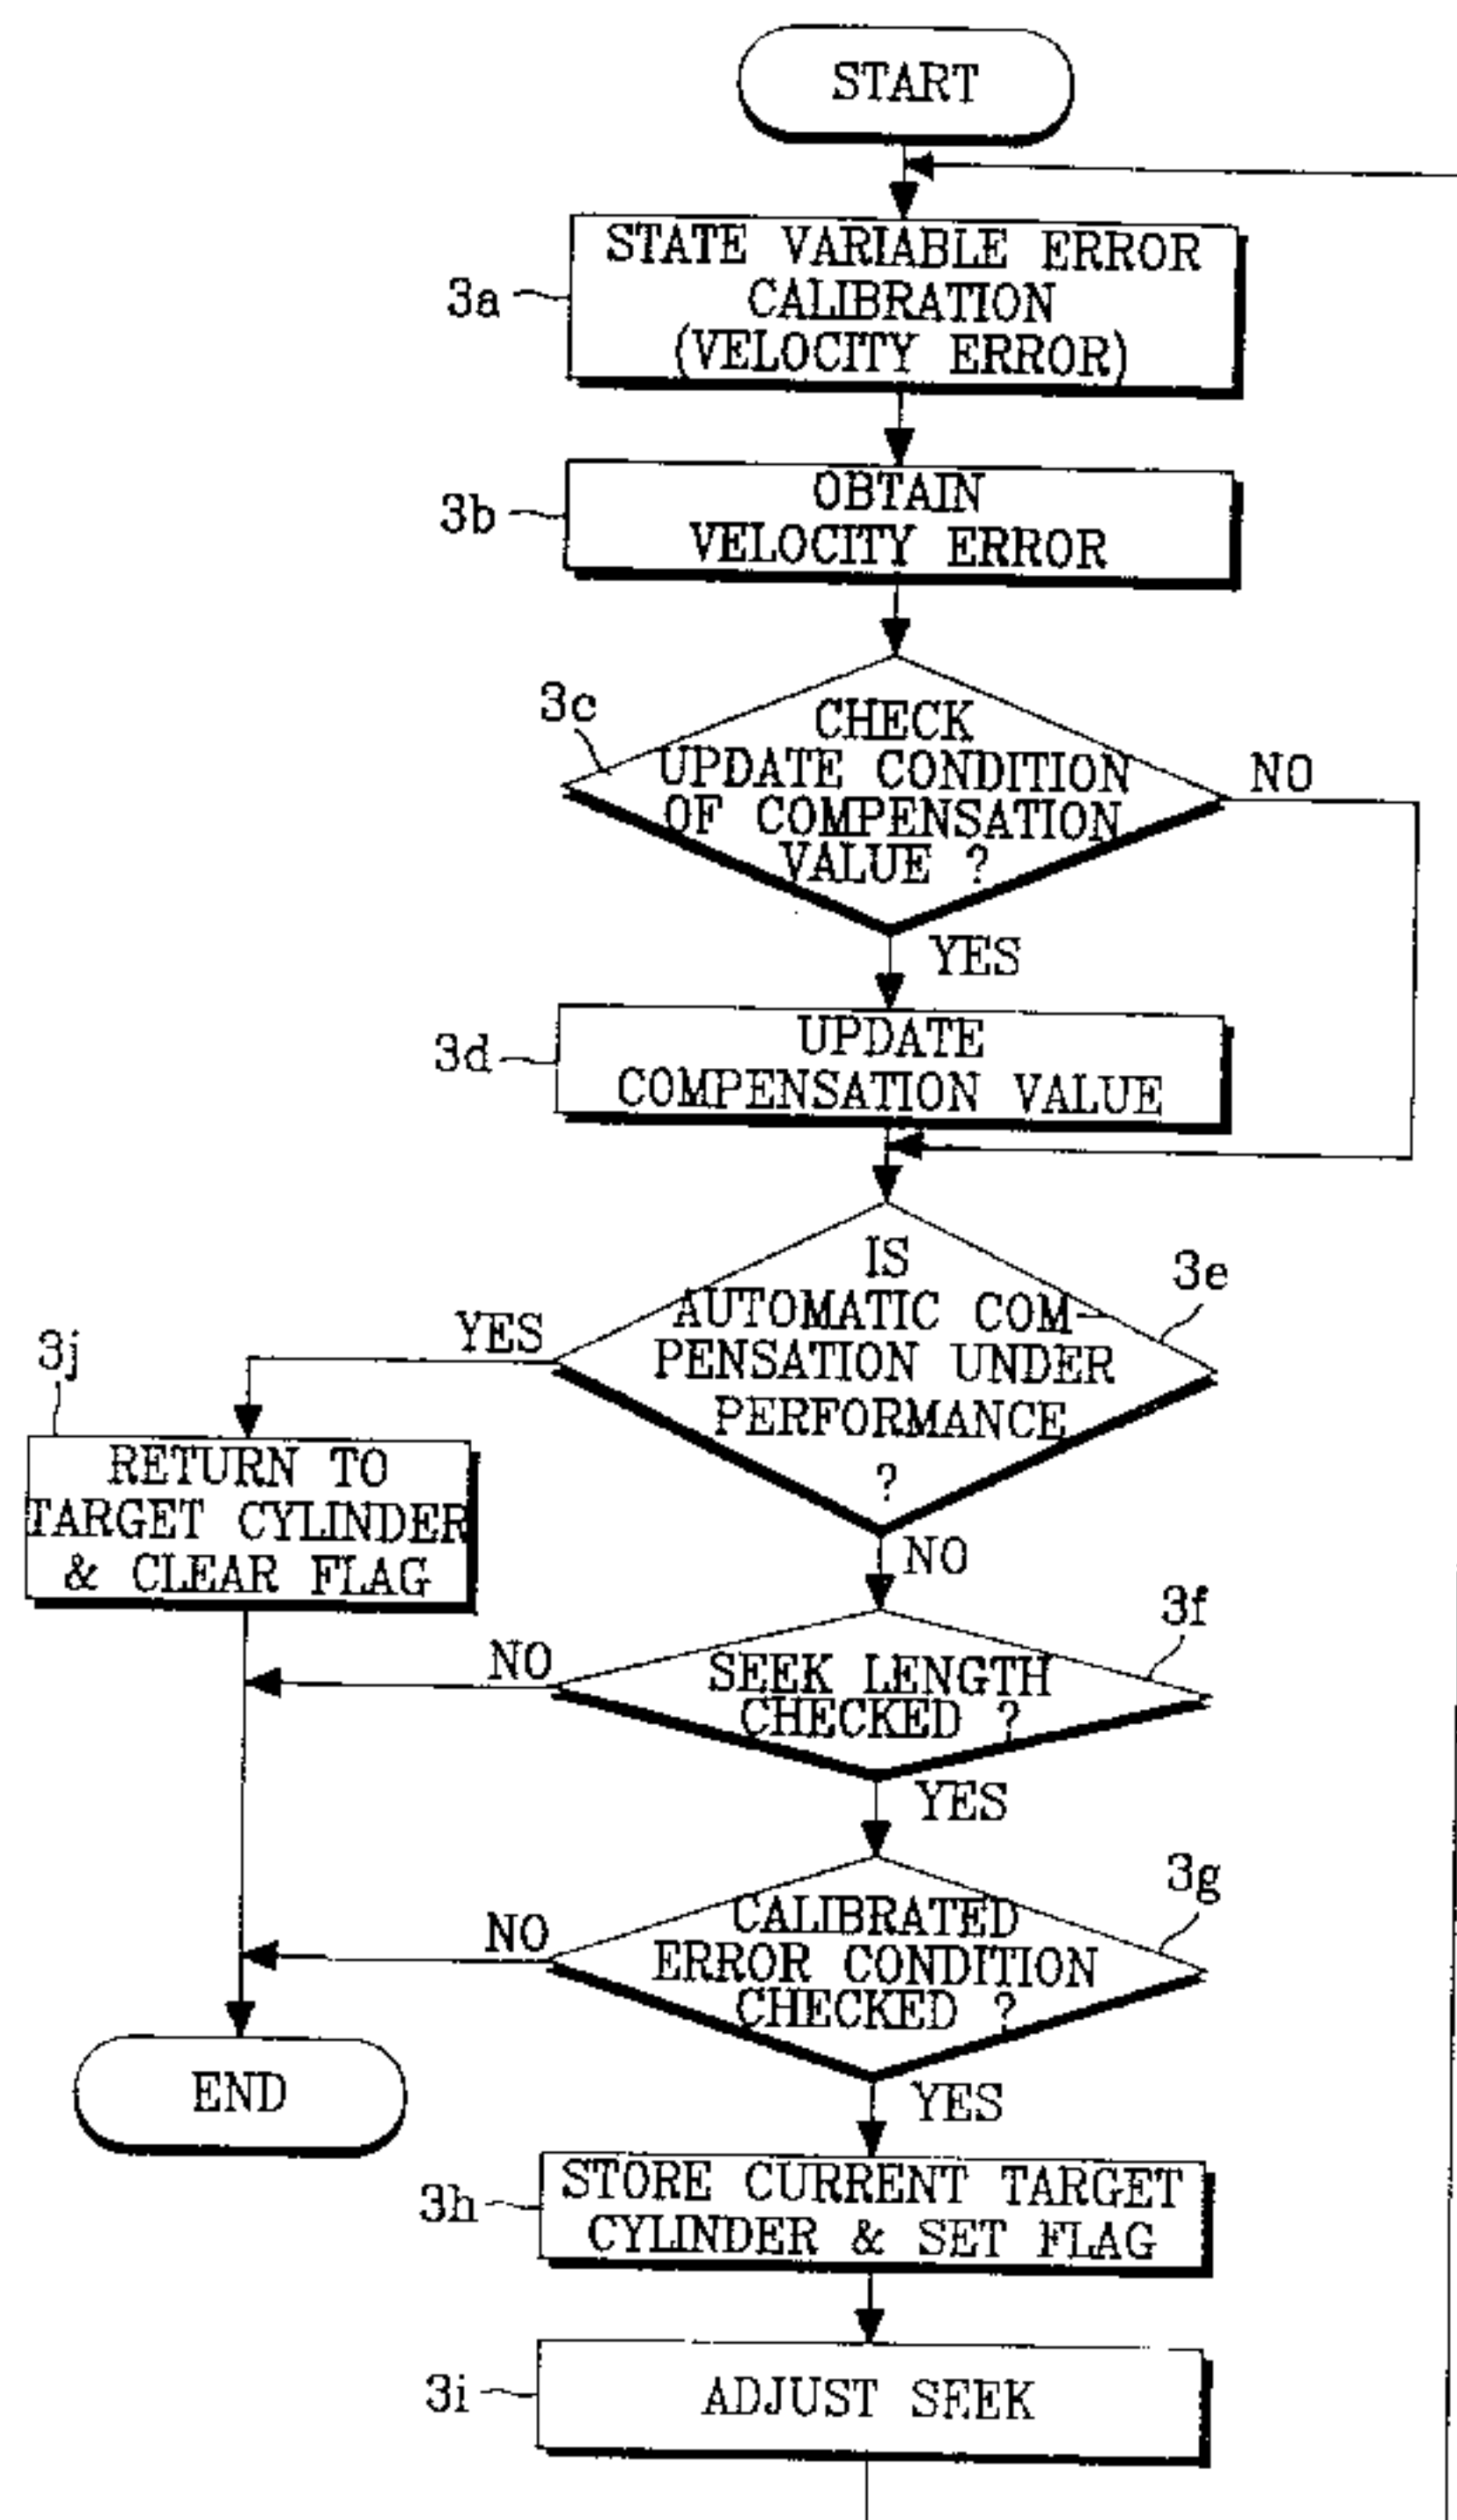 START
STATE VARIABLE ERROR
CALIBRATION
(VELOCITY ERROR)
3a
OBTAIN
VELOCITY ERROR
3b
3c
CHECK
UPDATE CONDITION
OF COMPENSATION
VALUE ?
NO
YES
UPDATE
COMPENSATION VALUE
3d
IS
AUTOMATIC COM-
PENSATION UNDER
PERFORMANCE
?
3e
YES
3j
RETURN TO
TARGET CYLINDER
& CLEAR FLAG
NO
3f
NO
SEEK LENGTH
CHECKED ?
YES
3g
NO
CALIBRATED
ERROR CONDITION
CHECKED ?
END
YES
3h
STORE CURRENT TARGET
CYLINDER & SET FLAG
3i
ADJUST SEEK